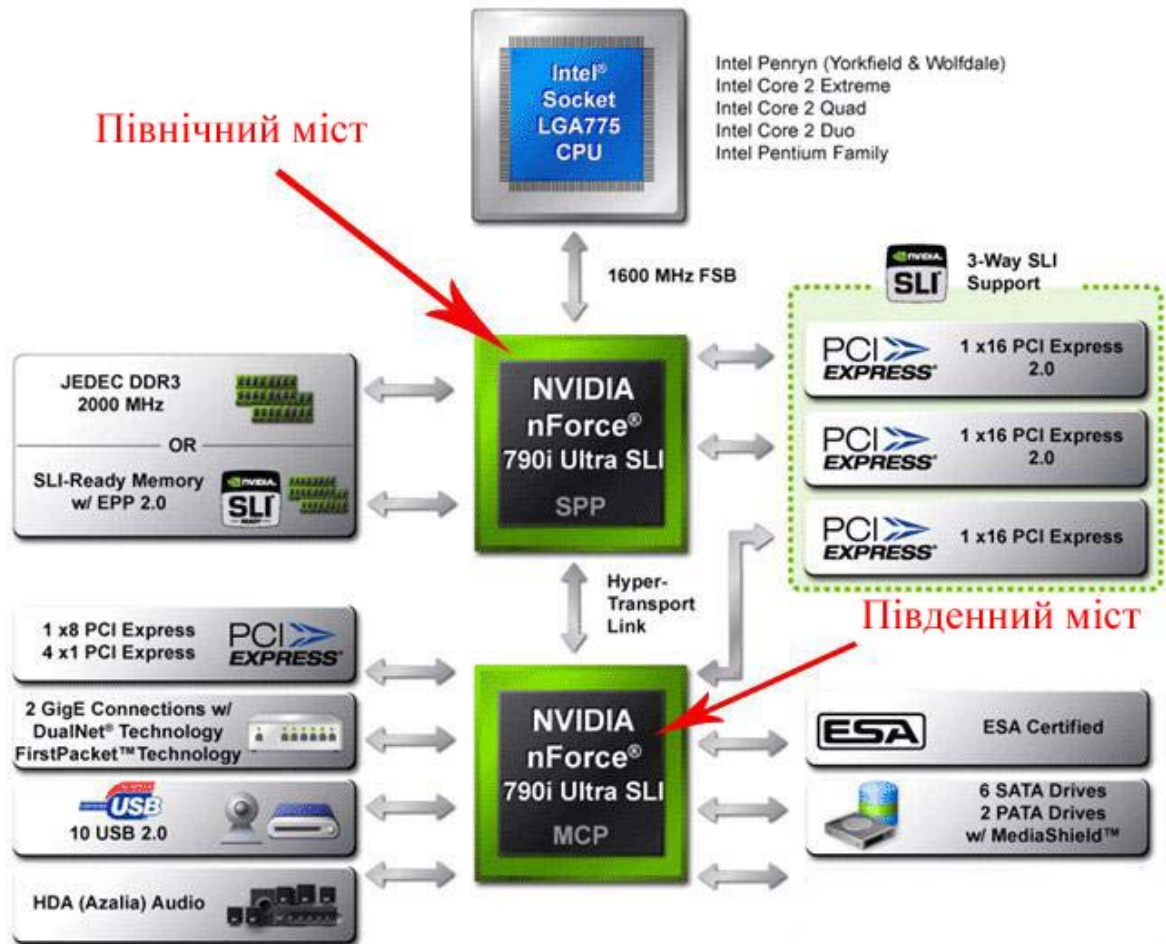 Intel®
Socket
LGA775
CPU
Intel Penryn (Yorkfield & Wolfdale)
Intel Core 2 Extreme
Intel Core 2 Quad
Intel Core 2 Duo
Intel Pentium Family
Північний міст
1600 MHz FSB
NVIDIA
SLI
3-Way SLI
Support
JEDEC DDR3
2000 MHz
OR
SLI-Ready Memory
w/ EPP 2.0
NVIDIA
SLI
READY
NVIDIA
nForce®
790i Ultra SLI
SPP
PCI
EXPRESS®
1 x16 PCI Express
2.0
PCI
EXPRESS®
1 x16 PCI Express
2.0
PCI
EXPRESS®
1 x16 PCI Express
Hyper-
Transport
Link
Південний міст
1 x8 PCI Express
4 x1 PCI Express
PCI
EXPRESS®
2 GigE Connections w/
DualNet® Technology
FirstPacket™ Technology
USB
10 USB 2.0
HDA (Azalia) Audio
NVIDIA
nForce®
790i Ultra SLI
MCP
ESA
ESA Certified
6 SATA Drives
2 PATA Drives
w/ MediaShield™